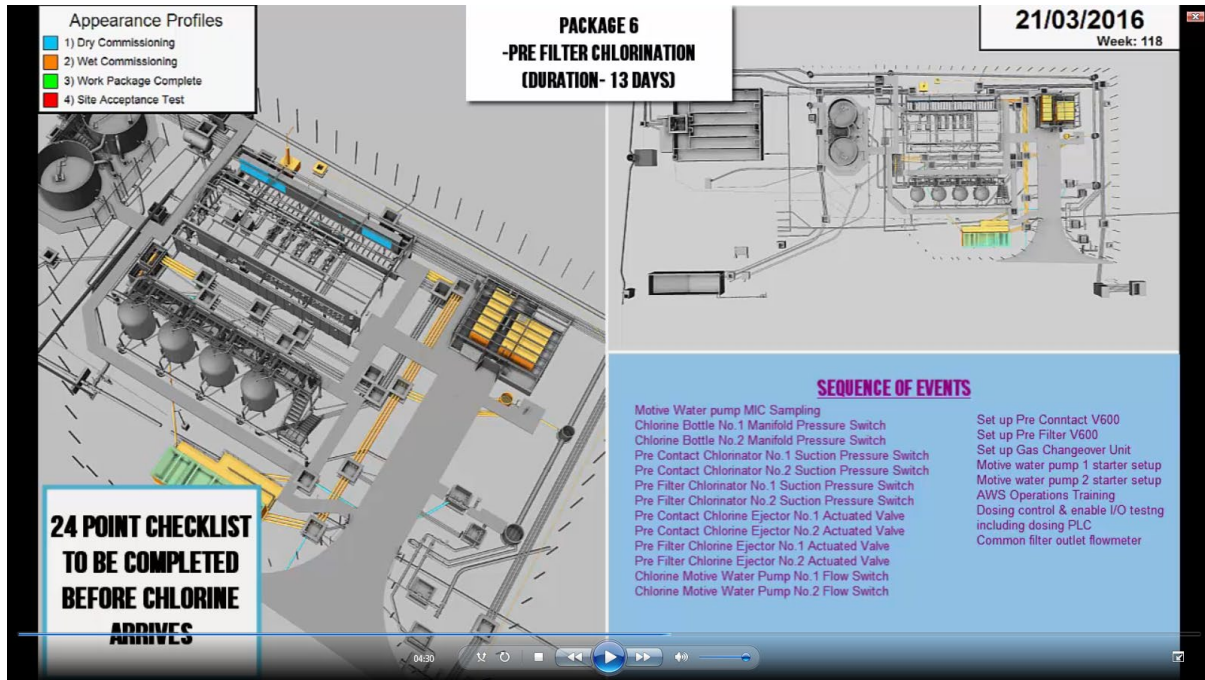 Appearance Profiles
1) Dry Commissioning
2) Wet Commissioning
3) Work Package Complete
4) Site Acceptance Test
PACKAGE 6
-PRE FILTER CHLORINATION
(DURATION- 13 DAYS)
21/03/2016
Week: 118
SEQUENCE OF EVENTS
Motive Water pump MIC Sampling
Chlorine Bottle No.1 Manifold Pressure Switch
Chlorine Bottle No.2 Manifold Pressure Switch
Pre Contact Chlorinator No.1 Suction Pressure Switch
Pre Contact Chlorinator No.2 Suction Pressure Switch
Pre Filter Chlorinator No.1 Suction Pressure Switch
Pre Filter Chlorinator No.2 Suction Pressure Switch
Pre Contact Chlorine Ejector No.1 Actuated Valve
Pre Contact Chlorine Ejector No.2 Actuated Valve
Pre Filter Chlorine Ejector No.1 Actuated Valve
Pre Filter Chlorine Ejector No.2 Actuated Valve
Chlorine Motive Water Pump No.1 Flow Switch
Chlorine Motive Water Pump No.2 Flow Switch
Set up Pre Conntact V600
Set up Pre Filter V600
Set up Gas Changeover Unit
Motive water pump 1 starter setup
Motive water pump 2 starter setup
AWS Operations Training
Dosing control & enable I/O testng
including dosing PLC
Common filter outlet flowmeter
24 POINT CHECKLIST
TO BE COMPLETED
BEFORE CHLORINE
ARRIVES
04:30